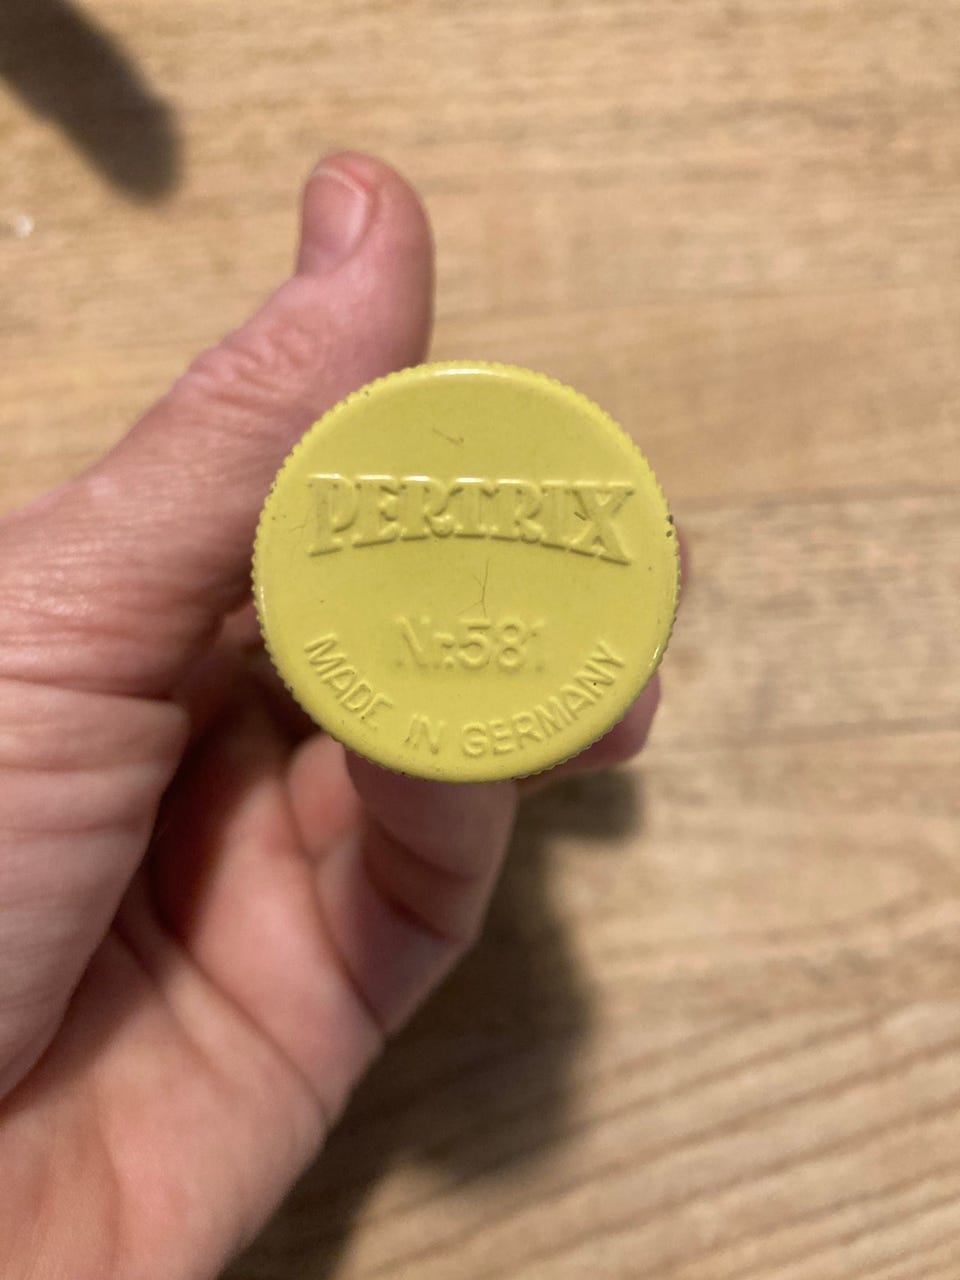 PERTRIX
Nr. 581
MADE IN GERMANY